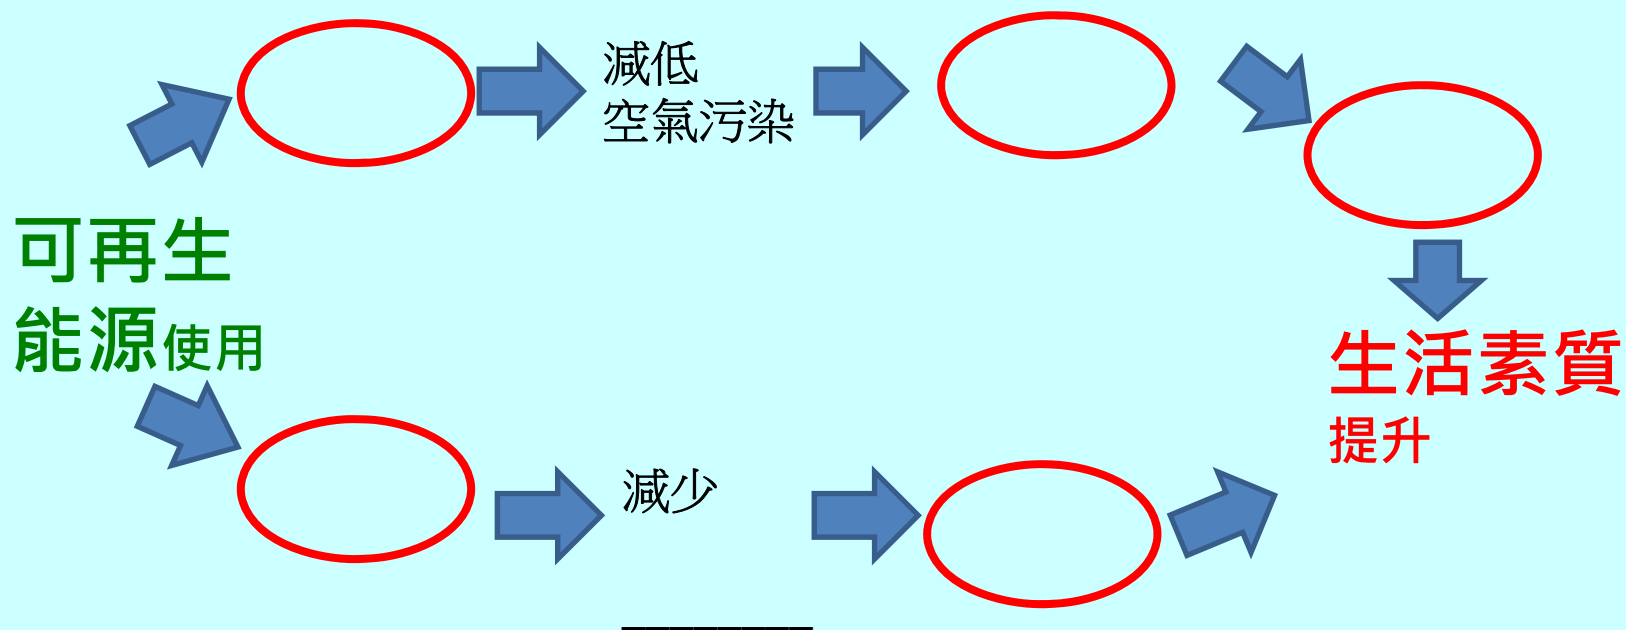 減低
空氣污染
可再生
能源使用
生活素質
提升
減少
________